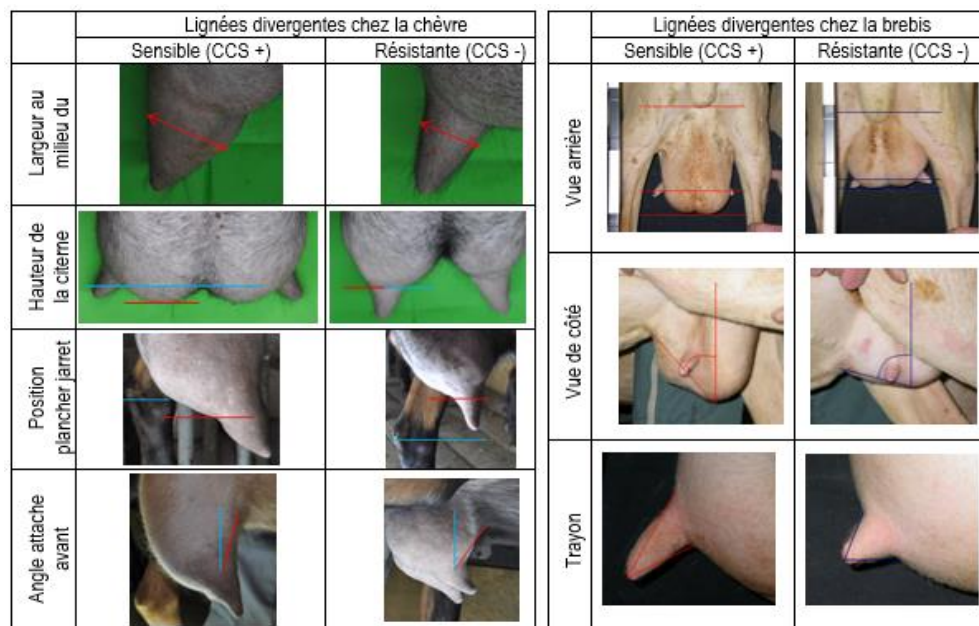 Lignées divergentes chez la chèvre
Sensible (CCS +)
Résistante (CCS -)
Largeur au
milieu du
Hauteur de
la citerne
Position
plancher jarret
Angle attache
avant
Lignées divergentes chez la brebis
Sensible (CCS +)
Résistante (CCS -)
Vue arrière
Vue de côté
Trayon